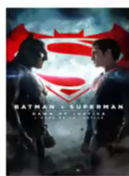 BATMAN V SUPERMAN
DAWN OF JUSTICE